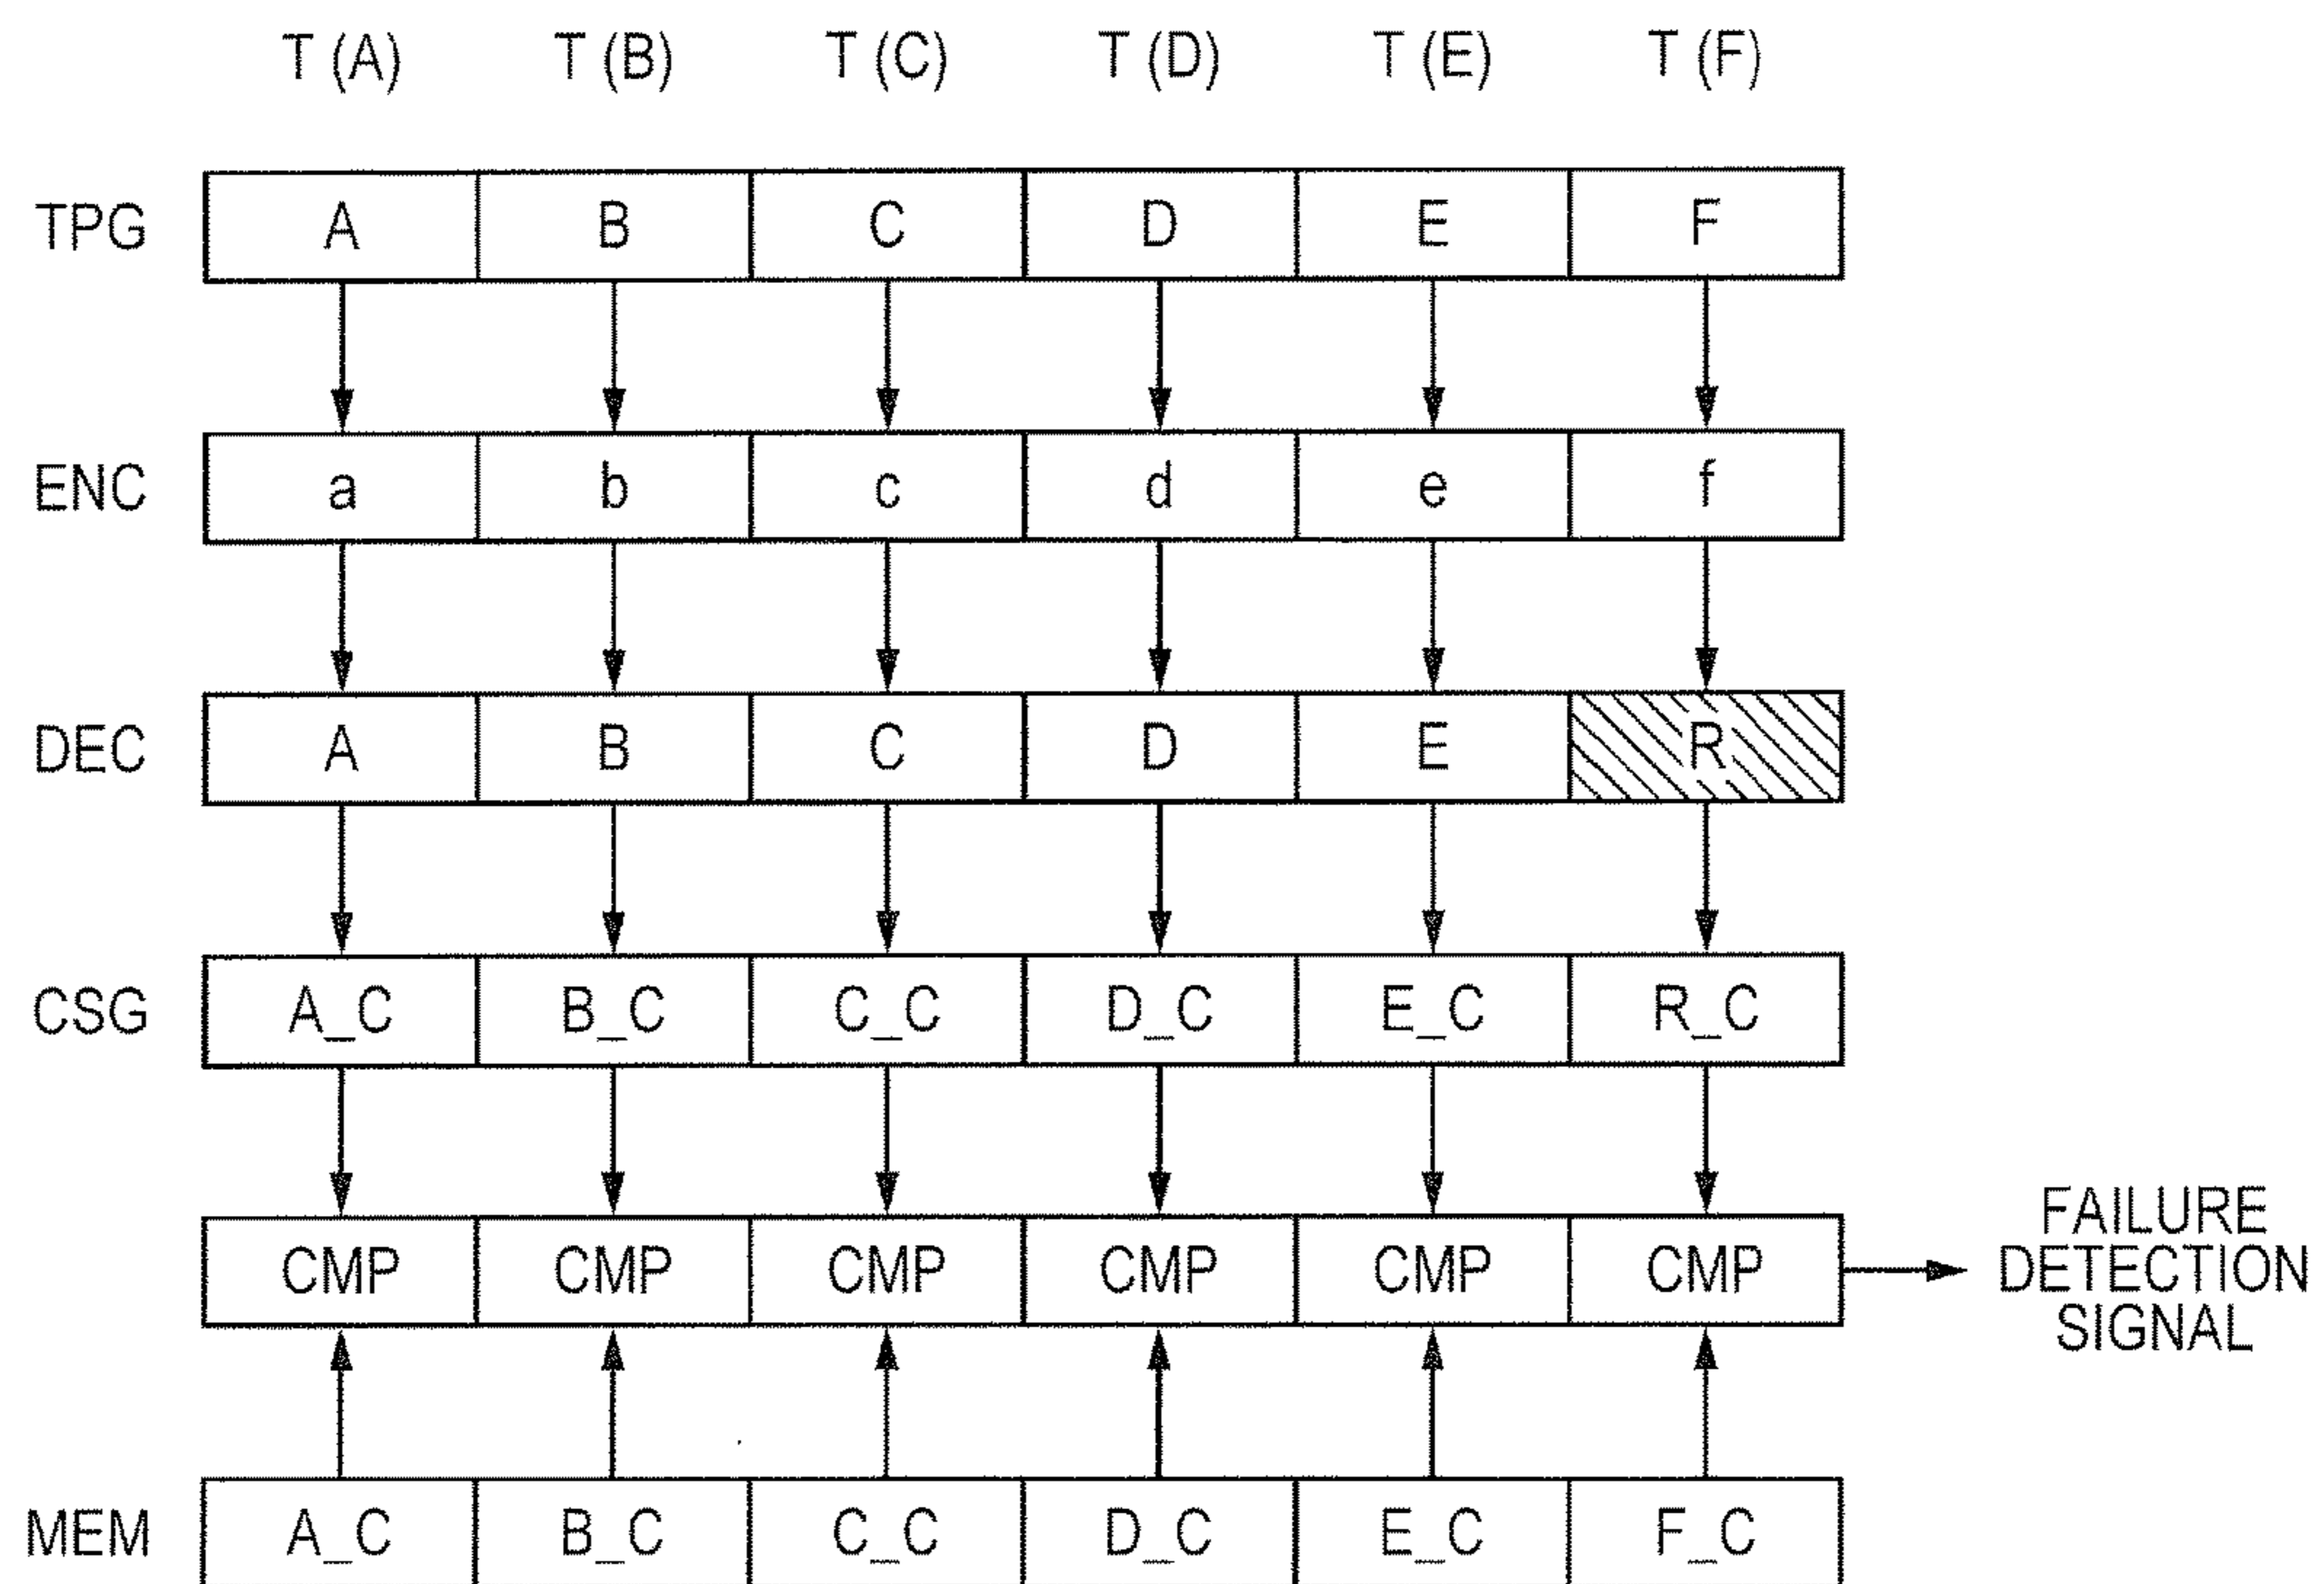 T (A) T (B) T (C) T (D) T (E) T (F)
TPG A B C D E F
ENC a b c d e f
DEC A B C D E R
CSG A_C B_C C_C D_C E_C R_C
CMP CMP CMP CMP CMP CMP
FAILURE
DETECTION
SIGNAL
MEM A_C B_C C_C D_C E_C F_C